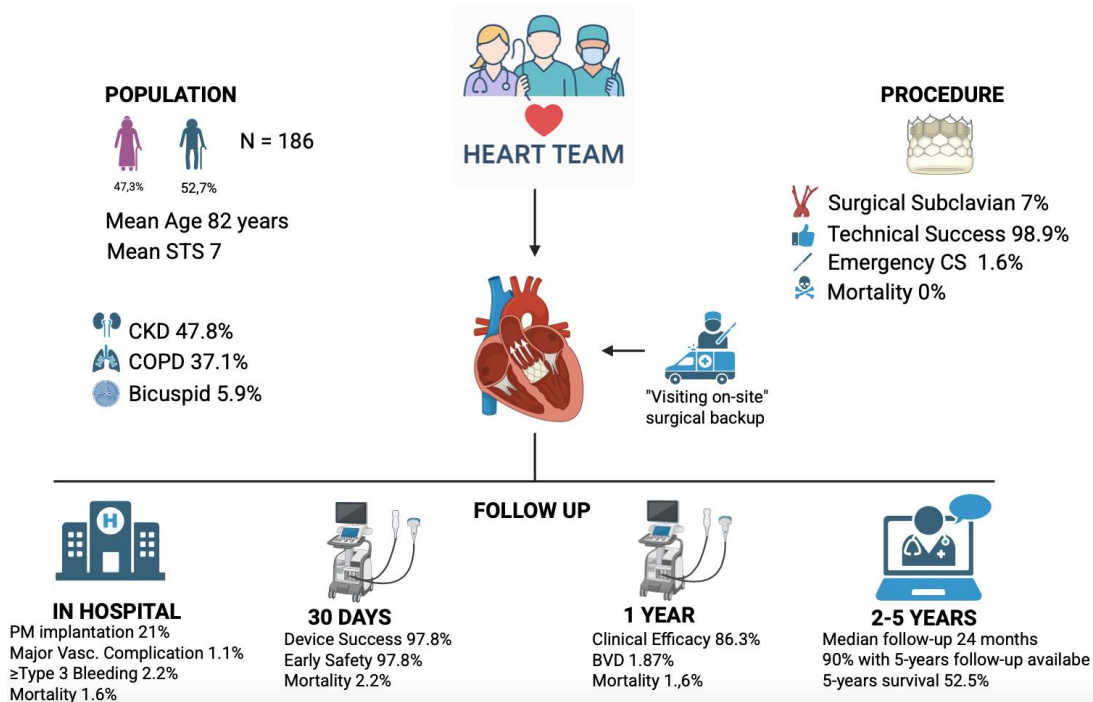 HEART TEAM
POPULATION
N = 186
47,3%
52,7%
Mean Age 82 years
Mean STS 7
CKD 47.8%
COPD 37.1%
Bicuspid 5.9%
PROCEDURE
Surgical Subclavian 7%
Technical Success 98.9%
Emergency CS 1.6%
Mortality 0%
"Visiting on-site"
surgical backup
FOLLOW UP
H
IN HOSPITAL
PM implantation 21%
Major Vasc. Complication 1.1%
≥Type 3 Bleeding 2.2%
Mortality 1.6%
30 DAYS
Device Success 97.8%
Early Safety 97.8%
Mortality 2.2%
1 YEAR
Clinical Efficacy 86.3%
BVD 1.87%
Mortality 1.,6%
2-5 YEARS
Median follow-up 24 months
90% with 5-years follow-up availabe
5-years survival 52.5%